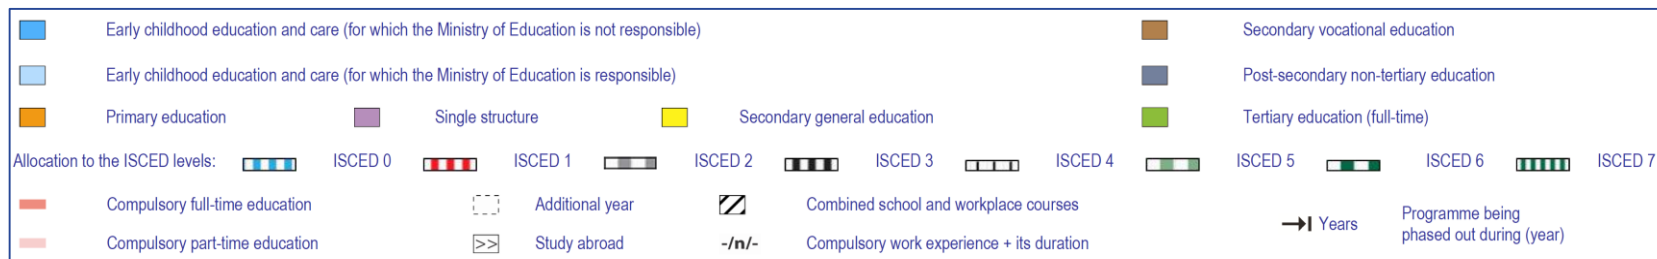 Early childhood education and care (for which the Ministry of Education is not responsible) Secondary vocational education
Early childhood education and care (for which the Ministry of Education is responsible) Post-secondary non-tertiary education
Primary education Single structure Secondary general education Tertiary education (full-time)
Allocation to the ISCED levels: ISCED 0 ISCED 1 ISCED 2 ISCED 3 ISCED 4 ISCED 5 ISCED 6 ISCED 7
Compulsory full-time education Additional year Combined school and workplace courses
Compulsory part-time education >> Study abroad -/n/- Compulsory work experience + its duration
Years Programme being
phased out during (year)